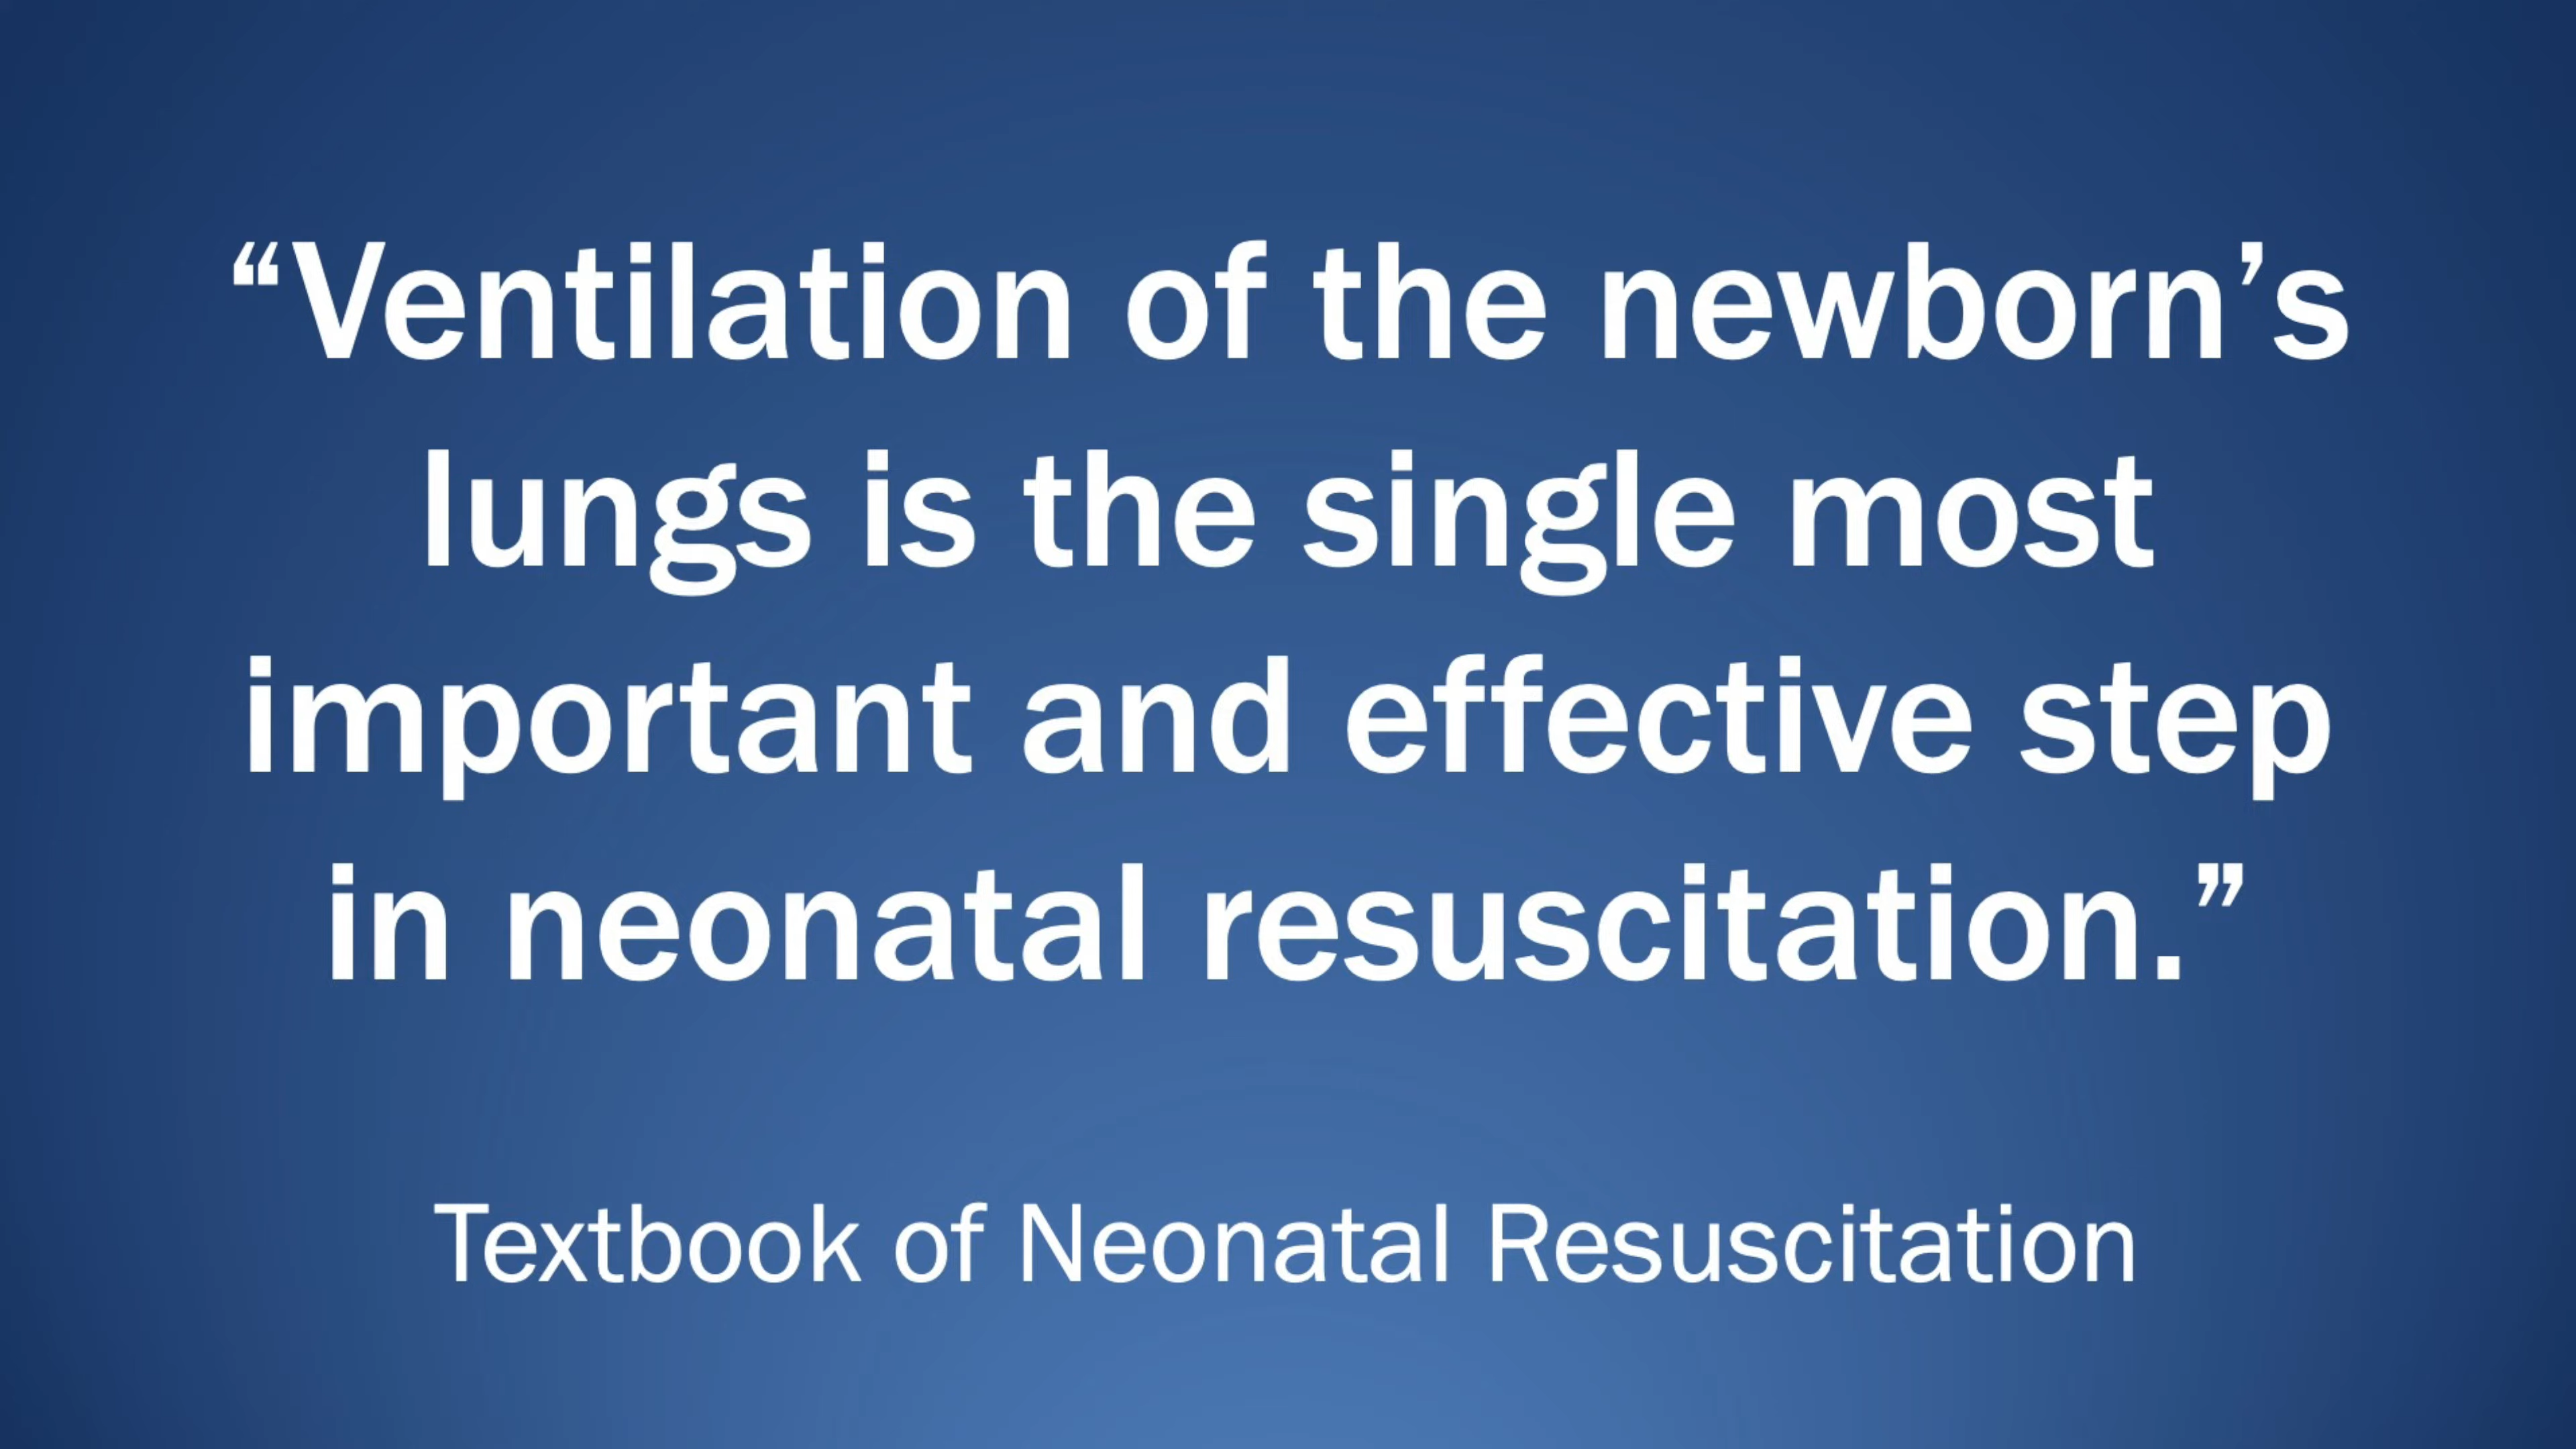 “Ventilation of the newborn’s
lungs is the single most
important and effective step
in neonatal resuscitation.”
Textbook of Neonatal Resuscitation